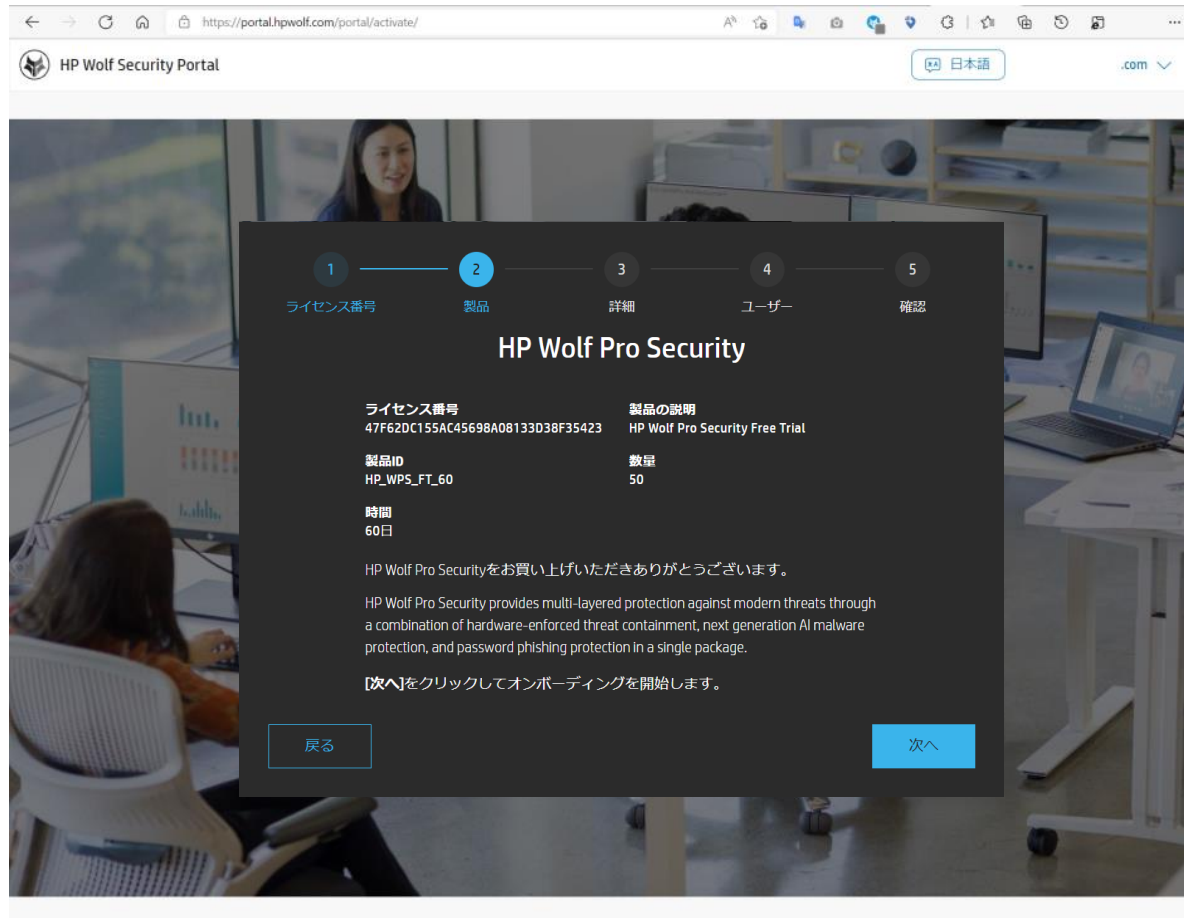 https://portal.hpwolf.com/portal/activate/
HP Wolf Security Portal
日本語
.com
1
2
3
4
5
ライセンス番号
製品
詳細
ユーザー
確認
HP Wolf Pro Security
ライセンス番号
製品の説明
47F62DC155AC45698A08133D38F35423
HP Wolf Pro Security Free Trial
製品ID
数量
HP_WPS_FT_60
50
時間
60日
HP Wolf Pro Securityをお買い上げいただきありがとうございます。
HP Wolf Pro Security provides multi-layered protection against modern threats through
a combination of hardware-enforced threat containment, next generation AI malware
protection, and password phishing protection in a single package.
[次へ]をクリックしてオンボーディングを開始します。
戻る
次へ